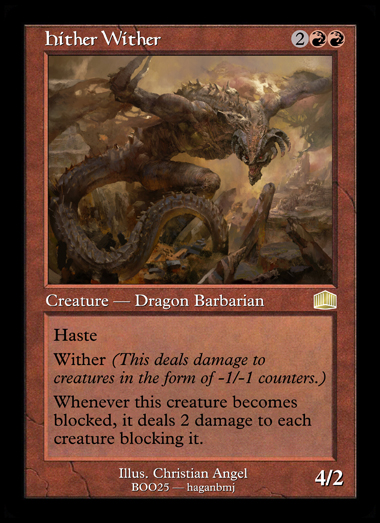 Hither Wither 2
Creature — Dragon Barbarian
Haste
Wither (This deals damage to
creatures in the form of -1/-1 counters.)
Whenever this creature becomes
blocked, it deals 2 damage to each
creature blocking it.
Illus. Christian Angel
BOO25 — haganbmj
4/2